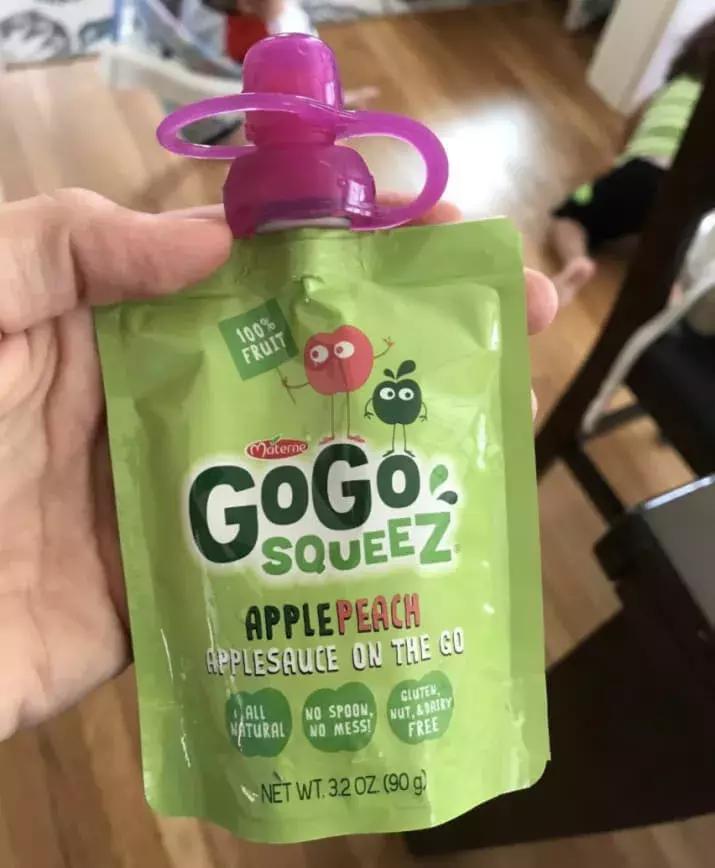 100%
FRUIT
Materne
GOGO
SQUEEZ
APPLEPEACH
APPLESAUCE ON THE GO
ALL
NATURAL
NO SPOON,
NO MESS!
GLUTEN,
NUT, & DAIRY
FREE
NET WT. 3.2 OZ. (90 g)